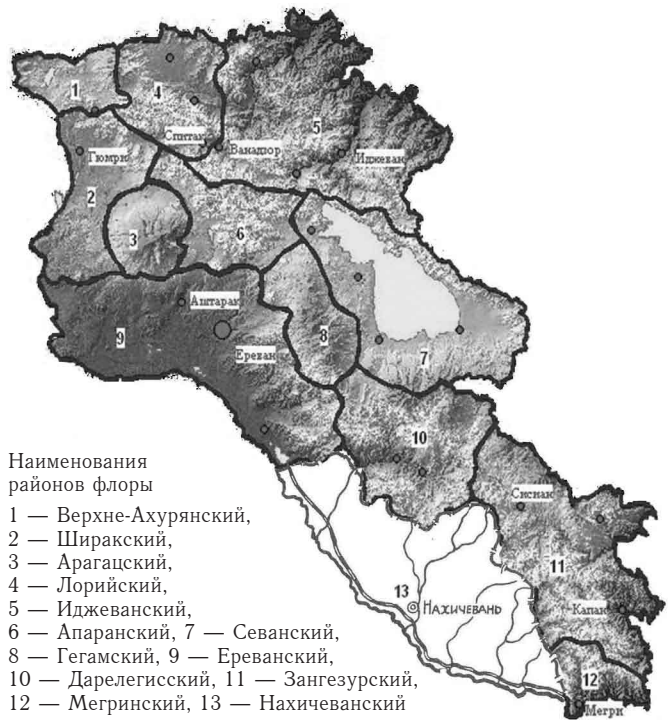 1
4
5
Спитак
Ванадзор
Иджеван
Гюмри
2
3
6
Аштарак
9
8
Ереван
7
10
Сисиан
11
13
НАХИЧЕВАНЬ
Капан
12
Мегри
Наименования
районов флоры
1 — Верхне-Ахурянский,
2 — Ширакский,
3 — Арагацский,
4 — Лорийский,
5 — Иджеванский,
6 — Апаранский, 7 — Севанский,
8 — Гегамский, 9 — Ереванский,
10 — Дарелегисский, 11 — Зангезурский,
12 — Мегринский, 13 — Нахичеванский